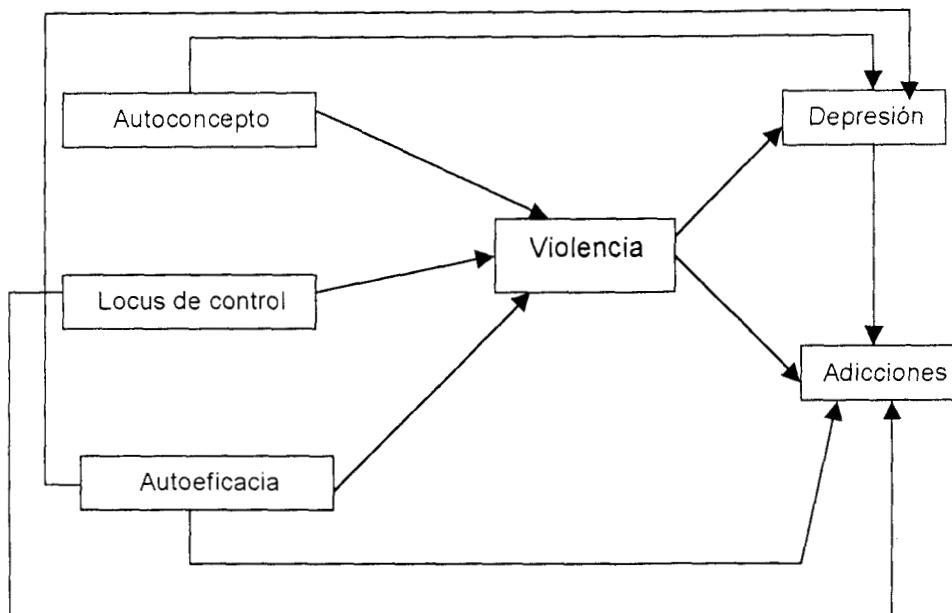 Autoconcepto
Depresión
Violencia
Locus de control
Adicciones
Autoeficacia